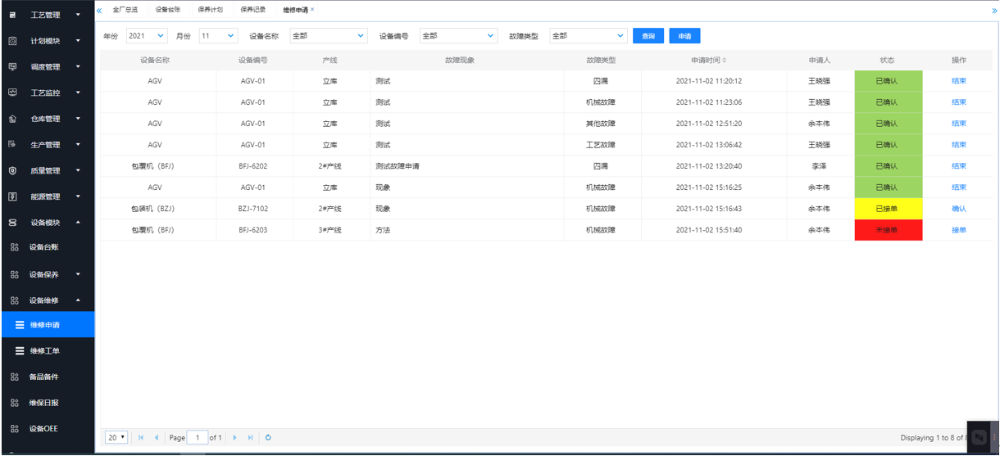 全厂总览 设备台账 保养计划 保养记录 维修申请 ×
工艺管理
计划模块
调度管理
工艺监控
仓库管理
生产管理
质量管理
能源管理
设备模块
设备台账
设备保养
设备维修
维修申请
维修工单
备品备件
维保日报
设备OEE
年份 2021 月份 11 设备名称 全部 设备编号 全部 故障类型 全部 查询 申请
设备名称 设备编号 产线 故障现象 故障类型 申请时间 申请人 状态 操作
AGV AGV-01 立库 测试 四漏 2021-11-02 11:20:12 王晓强 已确认 结束
AGV AGV-01 立库 测试 机械故障 2021-11-02 11:23:06 王晓强 已确认 结束
AGV AGV-01 立库 测试 其他故障 2021-11-02 12:51:20 余本伟 已确认 结束
AGV AGV-01 立库 测试 工艺故障 2021-11-02 13:06:42 王晓强 已确认 结束
包覆机（BFJ） BFJ-6202 2#产线 测试故障申请 四漏 2021-11-02 13:20:40 李泽 已确认 结束
AGV AGV-01 立库 现象 机械故障 2021-11-02 15:16:25 余本伟 已确认 结束
包装机（BZJ） BZJ-7102 2#产线 现象 机械故障 2021-11-02 15:16:43 余本伟 已接单 确认
包覆机（BFJ） BFJ-6203 3#产线 方法 机械故障 2021-11-02 15:51:40 余本伟 未接单 接单
20 Page 1 of 1 Displaying 1 to 8 of